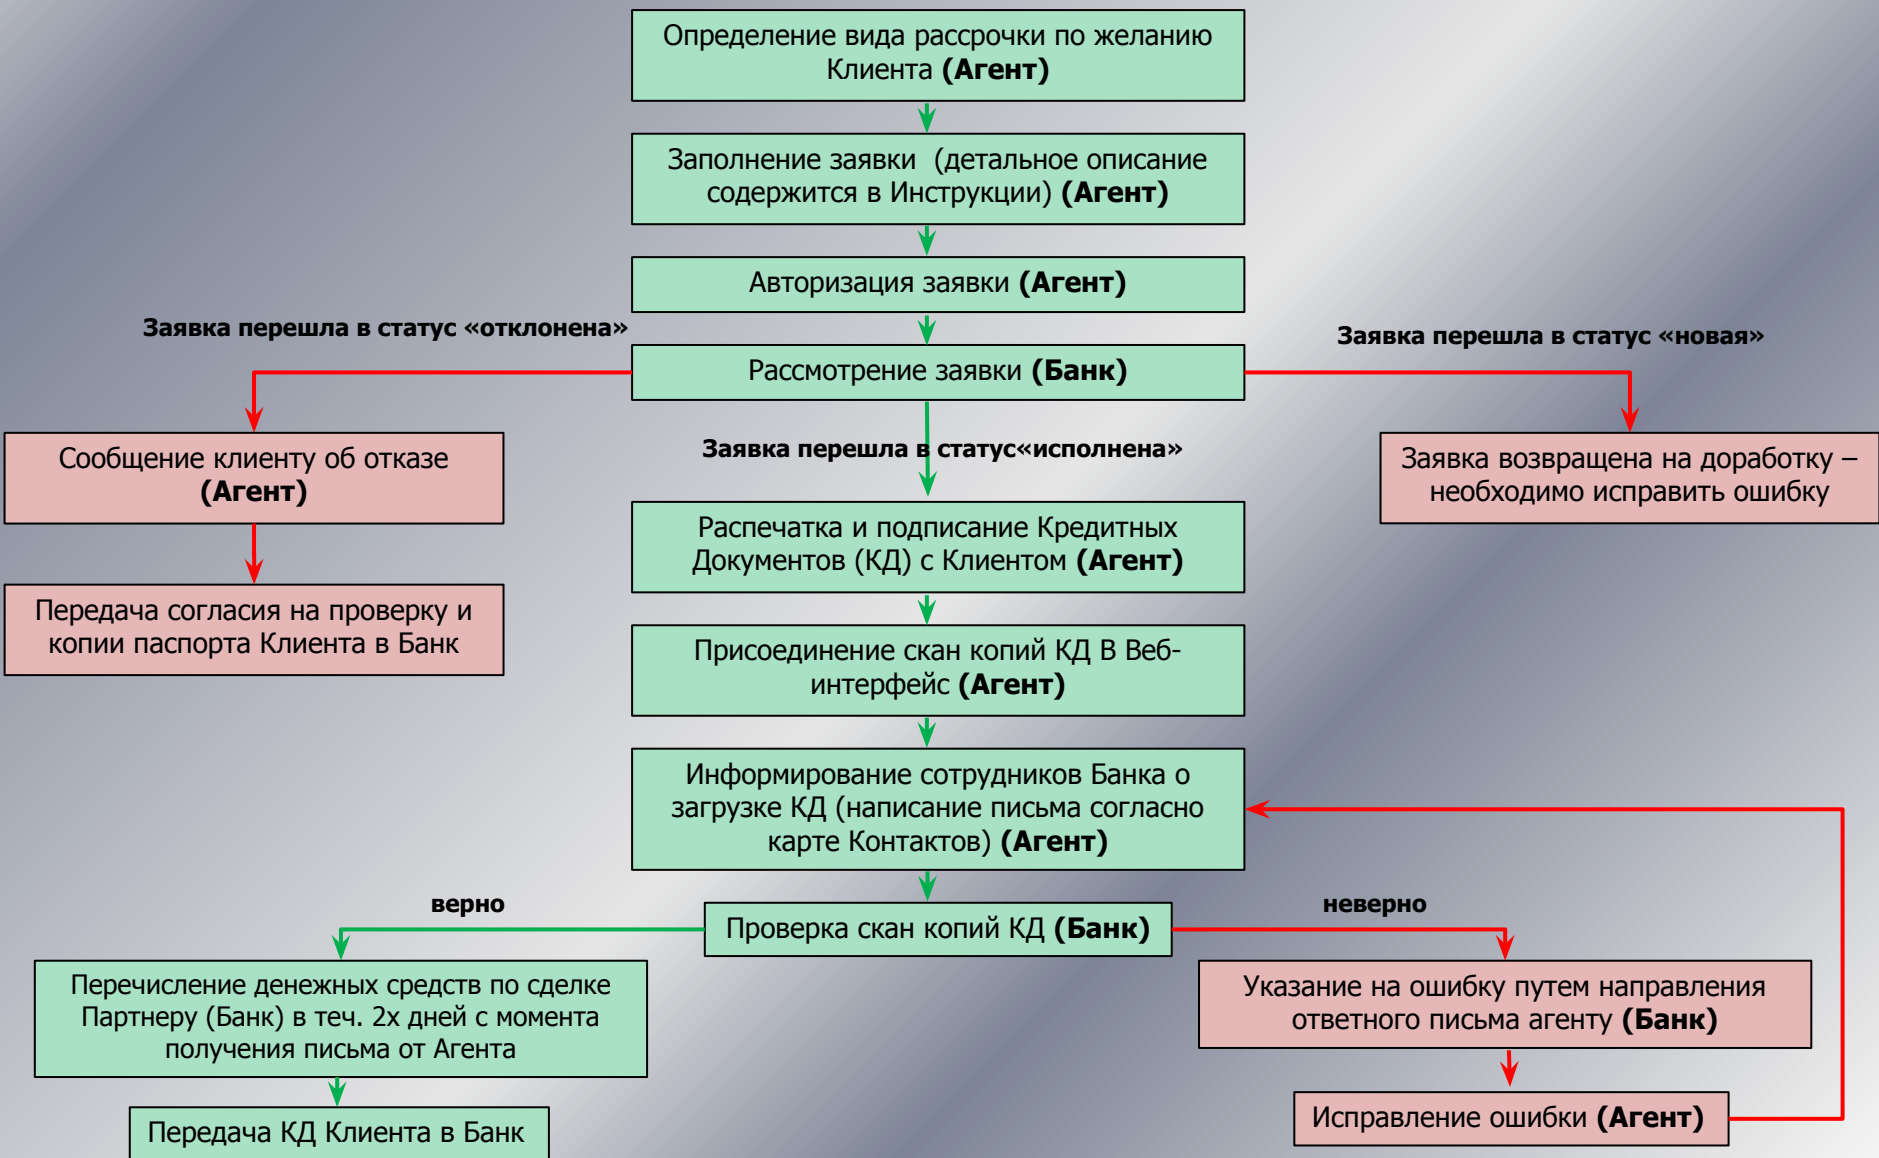 Определение вида рассрочки по желанию
Клиента (Агент)
Заполнение заявки (детальное описание
содержится в Инструкции) (Агент)
Авторизация заявки (Агент)
Заявка перешла в статус «отклонена»
Заявка перешла в статус «новая»
Рассмотрение заявки (Банк)
Сообщение клиенту об отказе
(Агент)
Заявка перешла в статус«исполнена»
Заявка возвращена на доработку –
необходимо исправить ошибку
Распечатка и подписание Кредитных
Документов (КД) с Клиентом (Агент)
Передача согласия на проверку и
копии паспорта Клиента в Банк
Присоединение скан копий КД В Веб-
интерфейс (Агент)
Информирование сотрудников Банка о
загрузке КД (написание письма согласно
карте Контактов) (Агент)
верно
неверно
Проверка скан копий КД (Банк)
Перечисление денежных средств по сделке
Партнеру (Банк) в теч. 2х дней с момента
получения письма от Агента
Указание на ошибку путем направления
ответного письма агенту (Банк)
Передача КД Клиента в Банк
Исправление ошибки (Агент)